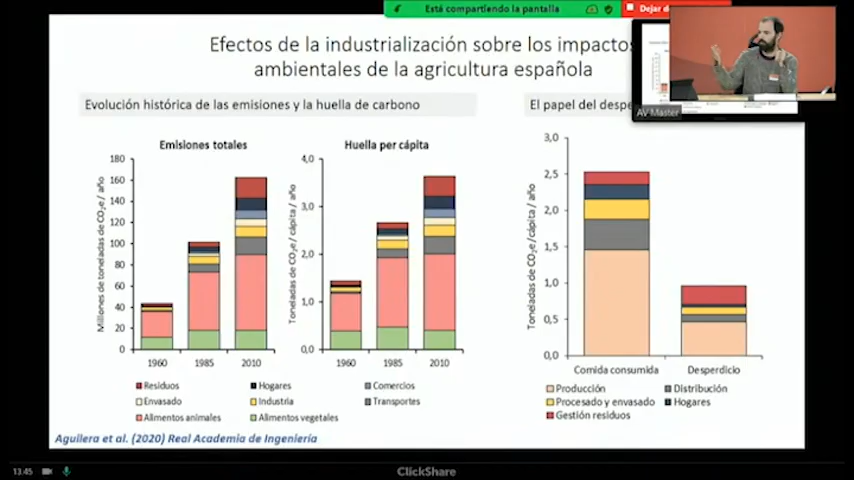 Está compartiendo la pantalla
Dejar de
AV Master
Efectos de la industrialización sobre los impactos
ambientales de la agricultura española
Evolución histórica de las emisiones y la huella de carbono
El papel del
Emisiones totales
Millones de toneladas de CO₂e / año
180
160
140
120
100
80
60
40
20
0
1960 1985 2010
Huella per cápita
Toneladas de CO₂e / cápita / año
4,0
3,0
2,0
1,0
0,0
1960 1985 2010
Residuos Hogares Comercios
Envasado Industria Transportes
Alimentos animales Alimentos vegetales
Toneladas de CO₂e /cápita / año
3,0
2,5
2,0
1,5
1,0
0,5
0,0
Comida consumida Desperdicio
Producción Distribución
Procesado y envasado Hogares
Gestión residuos
Aguilera et al. (2020) Real Academia de Ingeniería
13:45
ClickShare